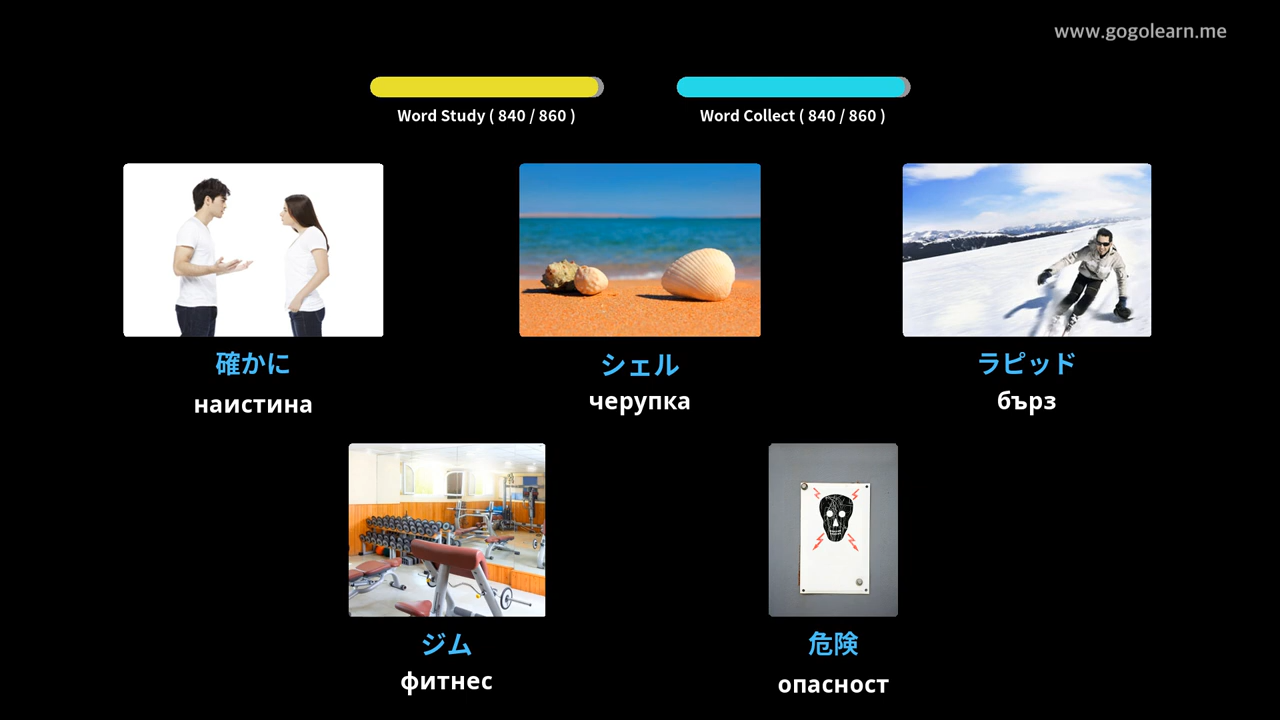 www.gogolearn.me
Word Study ( 840 / 860 )
Word Collect ( 840 / 860 )
確かに
наистина
シェル
черупка
ラピッド
бърз
ジム
фитнес
危険
опасност